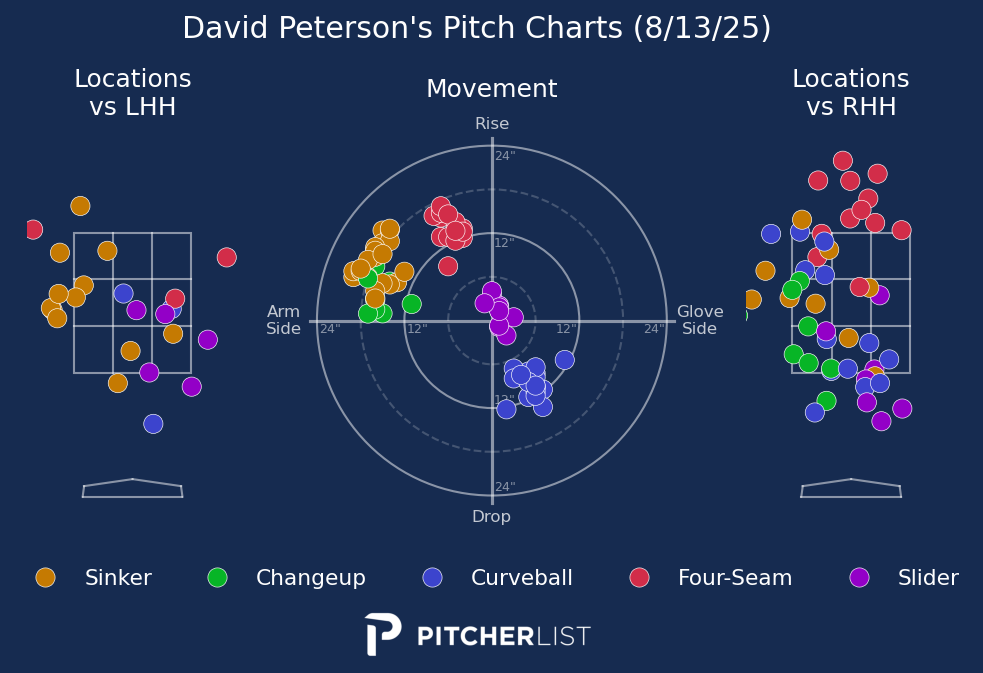 David Peterson's Pitch Charts (8/13/25)
Locations
vs LHH
Movement
Locations
vs RHH
Rise
24"
12"
Arm
Side
24"
12"
12"
24"
Glove
Side
12"
24"
Drop
Sinker
Changeup
Curveball
Four-Seam
Slider
PITCHERLIST